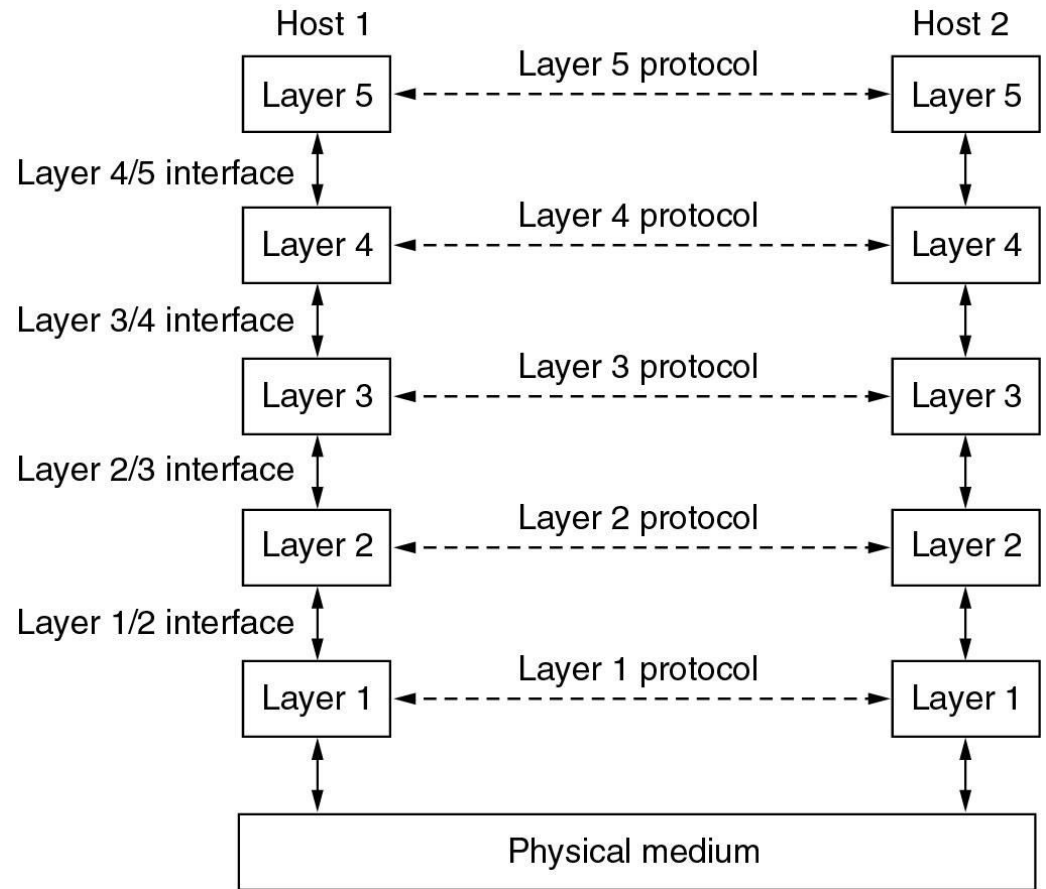 Host 1
Host 2
Layer 5 protocol
Layer 5
Layer 5
Layer 4/5 interface
Layer 4 protocol
Layer 4
Layer 4
Layer 3/4 interface
Layer 3 protocol
Layer 3
Layer 3
Layer 2/3 interface
Layer 2 protocol
Layer 2
Layer 2
Layer 1/2 interface
Layer 1 protocol
Layer 1
Layer 1
Physical medium